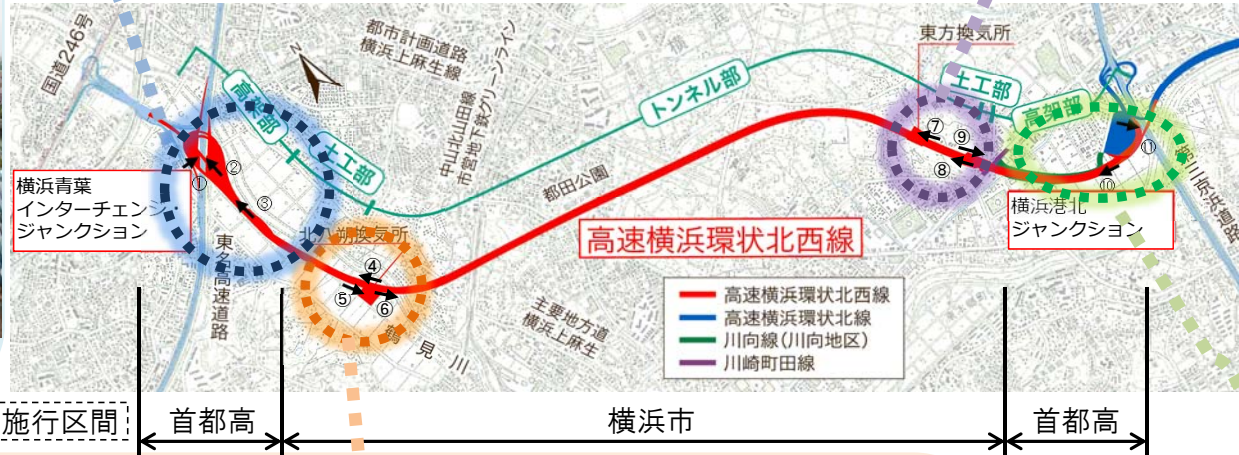 国道246号
都市計画道路
横浜上麻生線
東方換気所
N
高架部
土工部
トンネル部
土工部
高架部
中山北山田線
市営地下鉄グリーンライン
都田公園
①
②
③
⑦
⑨
⑧
⑪
⑩
第三京浜道路
横浜青葉
インターチェンジ・
ジャンクション
北八朔換気所
④
⑤
⑥
東名高速道路
鶴見川
主要地方道
横浜上麻生
高速横浜環状北西線
横浜港北
ジャンクション
高速横浜環状北西線
高速横浜環状北線
川向線(川向地区)
川崎町田線
施行区間
首都高
横浜市
首都高